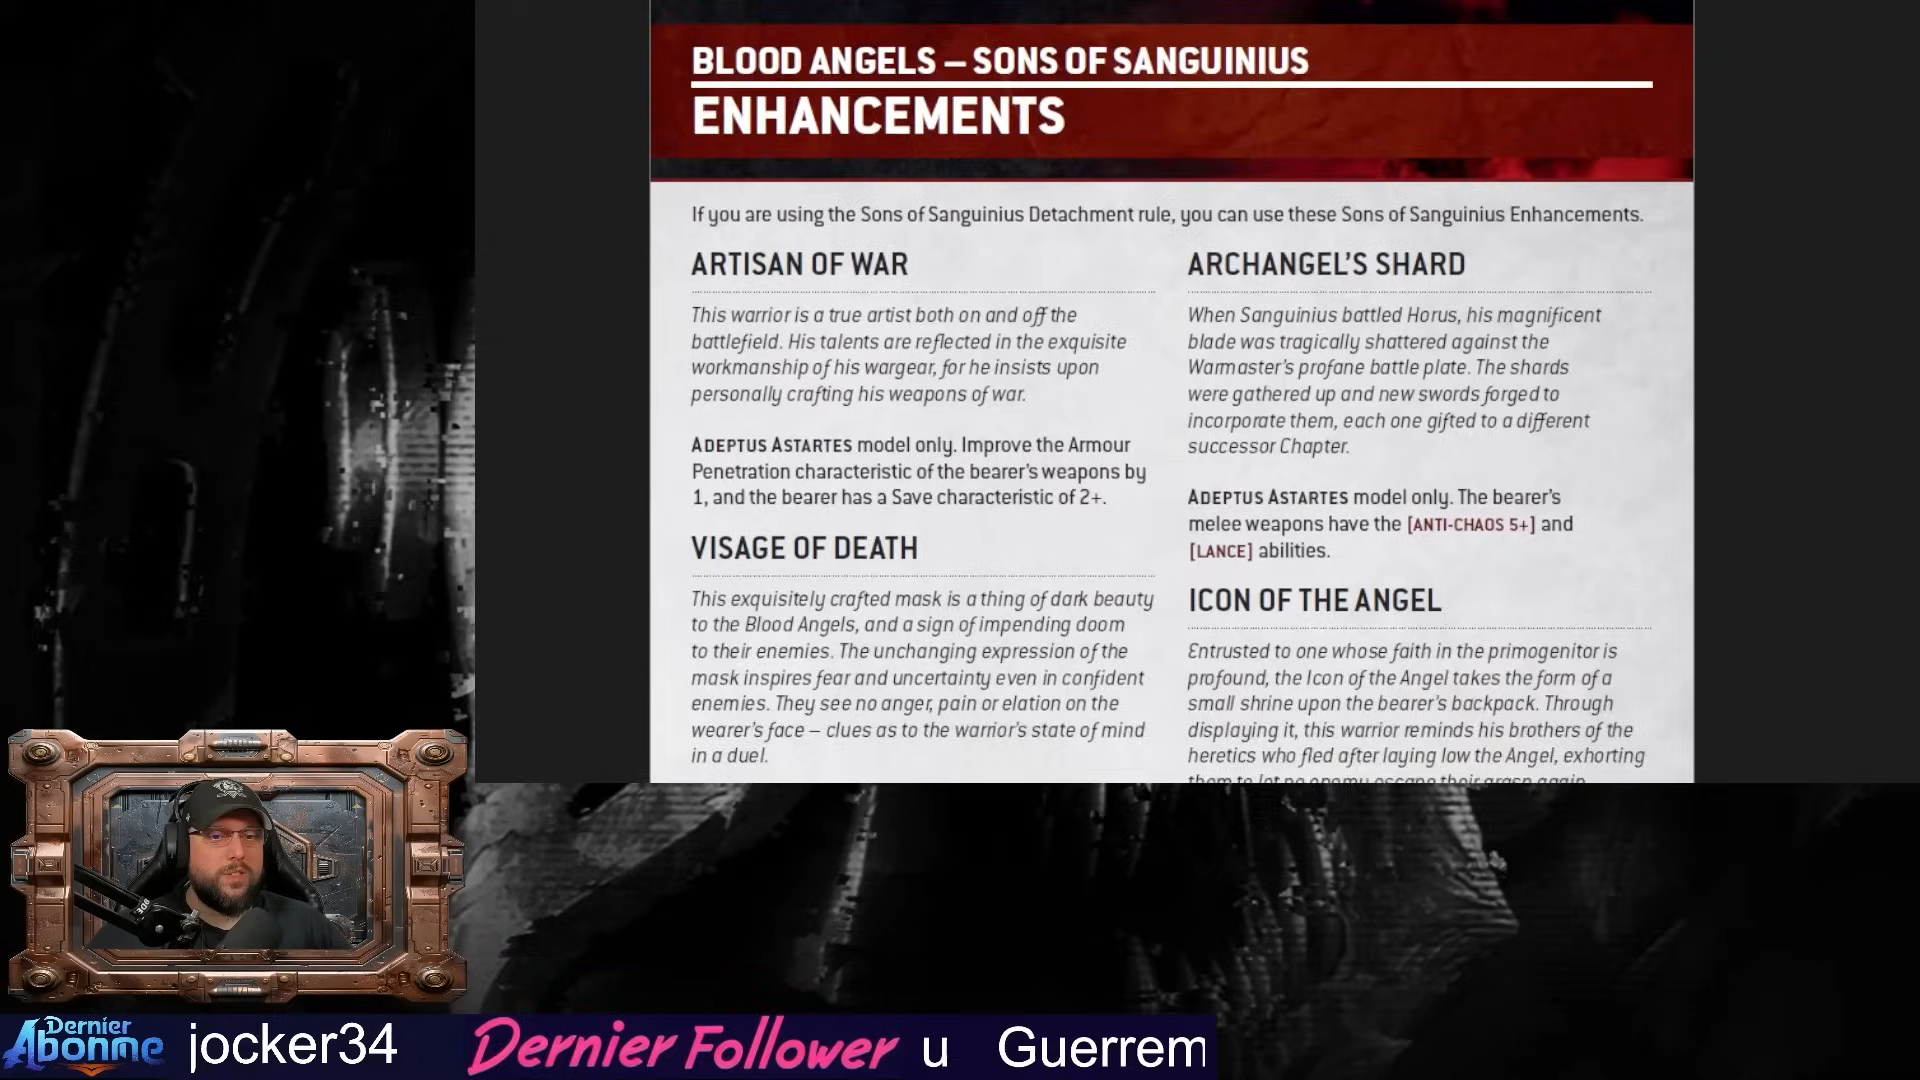 BLOOD ANGELS – SONS OF SANGUINIUS
ENHANCEMENTS
If you are using the Sons of Sanguinius Detachment rule, you can use these Sons of Sanguinius Enhancements.
ARTISAN OF WAR
This warrior is a true artist both on and off the
battlefield. His talents are reflected in the exquisite
workmanship of his wargear, for he insists upon
personally crafting his weapons of war.
ADEPTUS ASTARTES model only. Improve the Armour
Penetration characteristic of the bearer's weapons by
1, and the bearer has a Save characteristic of 2+.
VISAGE OF DEATH
This exquisitely crafted mask is a thing of dark beauty
to the Blood Angels, and a sign of impending doom
to their enemies. The unchanging expression of the
mask inspires fear and uncertainty even in confident
enemies. They see no anger, pain or elation on the
wearer's face – clues as to the warrior's state of mind
in a duel.
ARCHANGEL'S SHARD
When Sanguinius battled Horus, his magnificent
blade was tragically shattered against the
Warmaster's profane battle plate. The shards
were gathered up and new swords forged to
incorporate them, each one gifted to a different
successor Chapter.
ADEPTUS ASTARTES model only. The bearer's
melee weapons have the [ANTI-CHAOS 5+] and
[LANCE] abilities.
ICON OF THE ANGEL
Entrusted to one whose faith in the primogenitor is
profound, the Icon of the Angel takes the form of a
small shrine upon the bearer's backpack. Through
displaying it, this warrior reminds his brothers of the
heretics who fled after laying low the Angel, exhorting
them to let no enemy escape their grasp again.
Dernier
Abonné
jocker34
Dernier Follower
u Guerrem